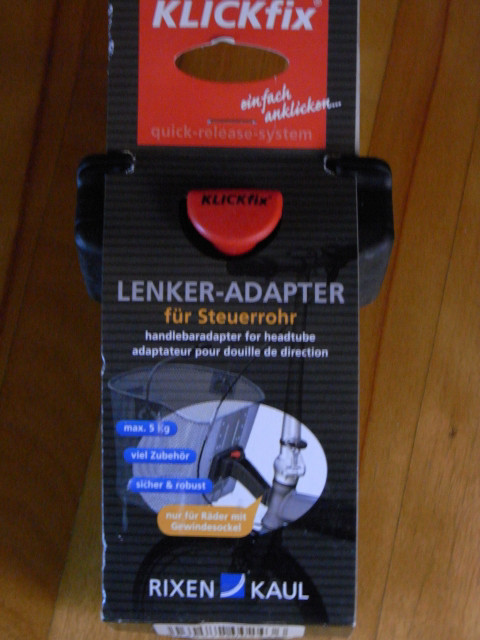 KLICKfix®
einfach
anklicken...
quick-release-system
KLICKfix®
LENKER-ADAPTER
für Steuerrohr
handlebaradapter for headtube
adaptateur pour douille de direction
max. 5 Kg
viel Zubehör
sicher & robust
nur für Räder mit
Gewindesockel
RIXEN KAUL